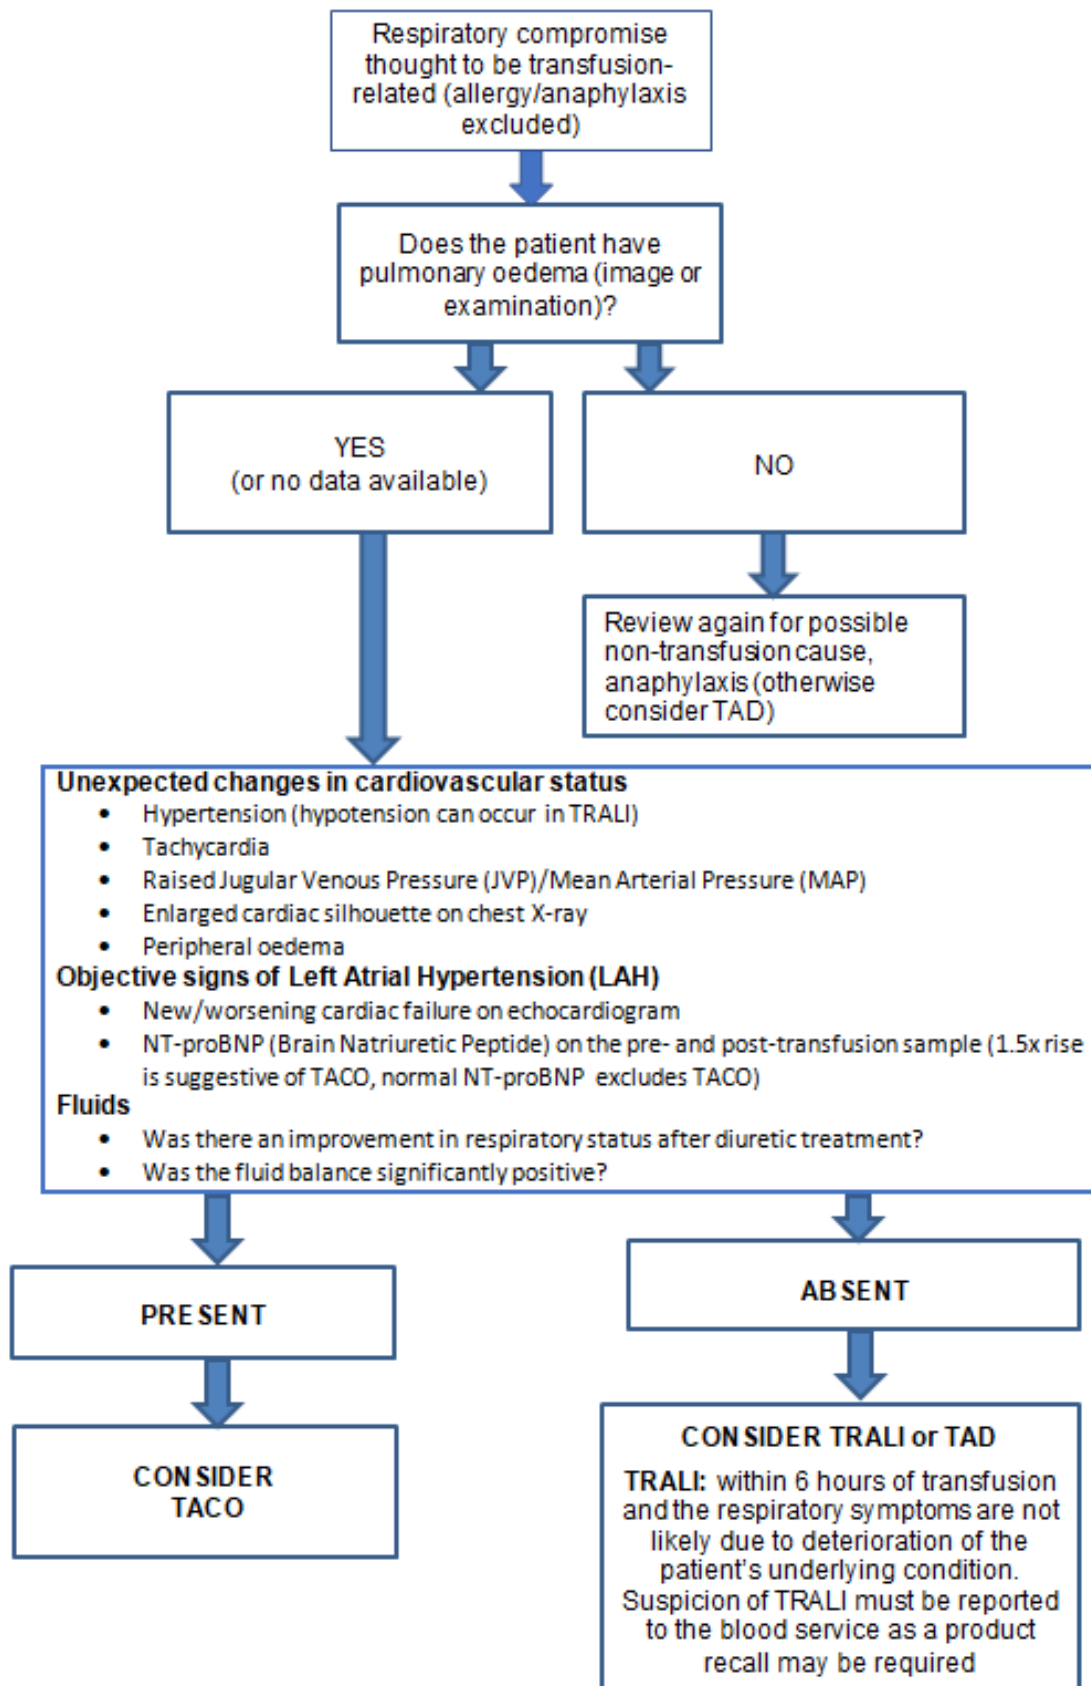 Respiratory compromise
thought to be transfusion-
related (allergy/anaphylaxis
excluded)
Does the patient have
pulmonary oedema (image or
examination)?
YES
(or no data available)
NO
Review again for possible
non-transfusion cause,
anaphylaxis (otherwise
consider TAD)
Unexpected changes in cardiovascular status
• Hypertension (hypotension can occur in TRALI)
• Tachycardia
• Raised Jugular Venous Pressure (JVP)/Mean Arterial Pressure (MAP)
• Enlarged cardiac silhouette on chest X-ray
• Peripheral oedema
Objective signs of Left Atrial Hypertension (LAH)
• New/worsening cardiac failure on echocardiogram
• NT-proBNP (Brain Natriuretic Peptide) on the pre- and post-transfusion sample (1.5x rise
is suggestive of TACO, normal NT-proBNP excludes TACO)
Fluids
• Was there an improvement in respiratory status after diuretic treatment?
• Was the fluid balance significantly positive?
PRESENT
ABSENT
CONSIDER
TACO
CONSIDER TRALI or TAD
TRALI: within 6 hours of transfusion
and the respiratory symptoms are not
likely due to deterioration of the
patient's underlying condition.
Suspicion of TRALI must be reported
to the blood service as a product
recall may be required